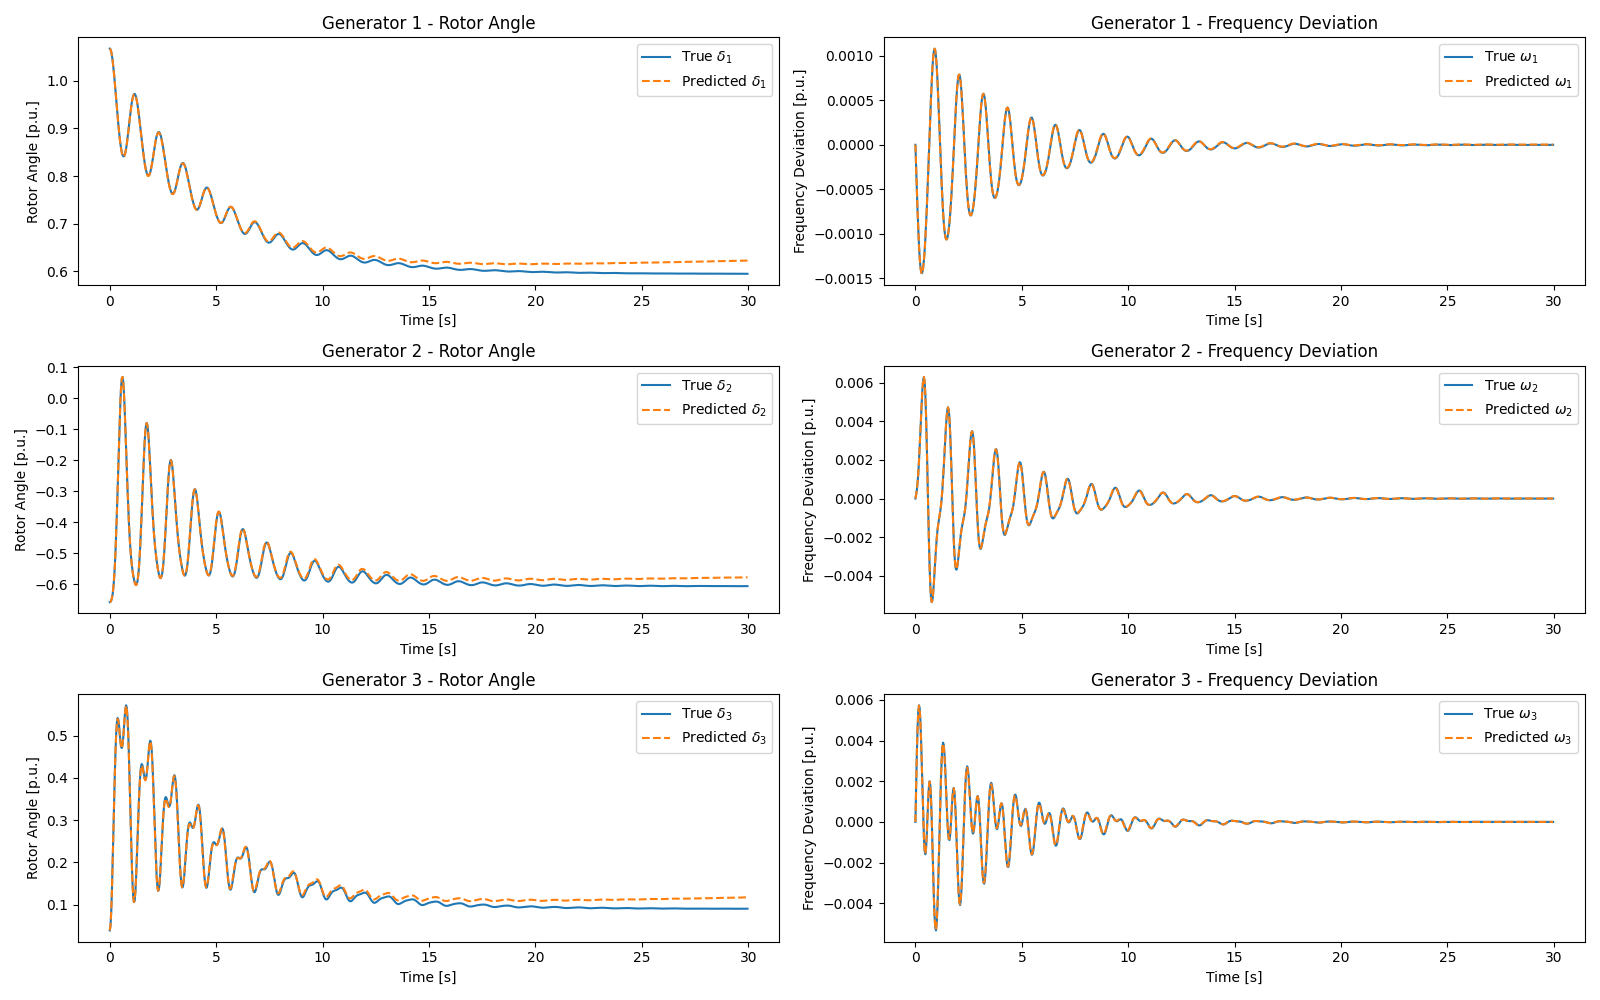 Generator 1 - Rotor Angle
Rotor Angle [p.u.]
1.0
0.9
0.8
0.7
0.6
True δ₁
Predicted δ₁
0 5 10 15 20 25 30
Time [s]
Generator 1 - Frequency Deviation
Frequency Deviation [p.u.]
0.0010
0.0005
0.0000
−0.0005
−0.0010
−0.0015
True ω₁
Predicted ω₁
0 5 10 15 20 25 30
Time [s]
Generator 2 - Rotor Angle
Rotor Angle [p.u.]
0.1
0.0
−0.1
−0.2
−0.3
−0.4
−0.5
−0.6
True δ₂
Predicted δ₂
0 5 10 15 20 25 30
Time [s]
Generator 2 - Frequency Deviation
Frequency Deviation [p.u.]
0.006
0.004
0.002
0.000
−0.002
−0.004
True ω₂
Predicted ω₂
0 5 10 15 20 25 30
Time [s]
Generator 3 - Rotor Angle
Rotor Angle [p.u.]
0.5
0.4
0.3
0.2
0.1
True δ₃
Predicted δ₃
0 5 10 15 20 25 30
Time [s]
Generator 3 - Frequency Deviation
Frequency Deviation [p.u.]
0.006
0.004
0.002
0.000
−0.002
−0.004
True ω₃
Predicted ω₃
0 5 10 15 20 25 30
Time [s]